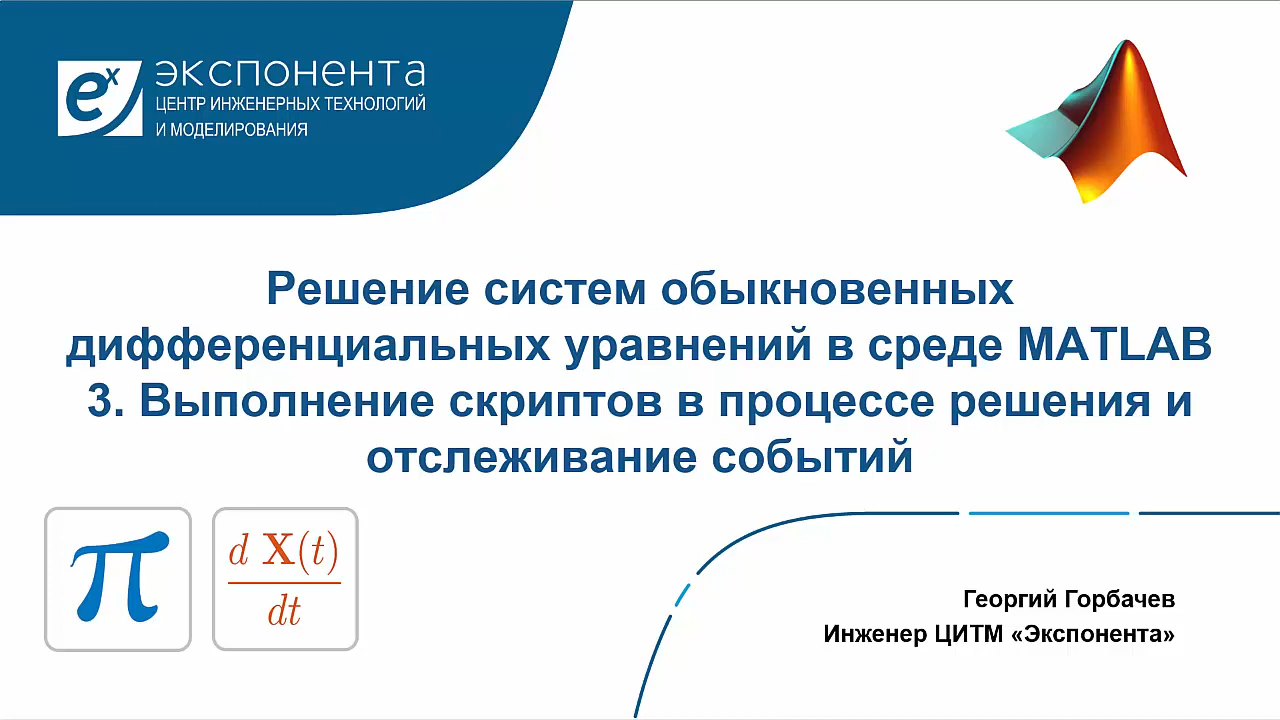 eˣ
экспонента
ЦЕНТР ИНЖЕНЕРНЫХ ТЕХНОЛОГИЙ
И МОДЕЛИРОВАНИЯ
Решение систем обыкновенных
дифференциальных уравнений в среде MATLAB
3. Выполнение скриптов в процессе решения и
отслеживание событий
π
d X(t)
dt
Георгий Горбачев
Инженер ЦИТМ «Экспонента»